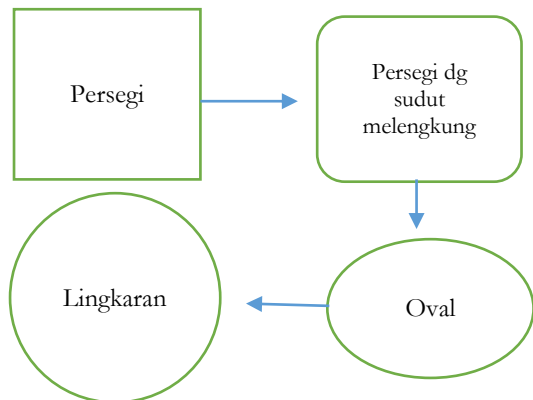 Persegi
Persegi dg
sudut
melengkung
Oval
Lingkaran